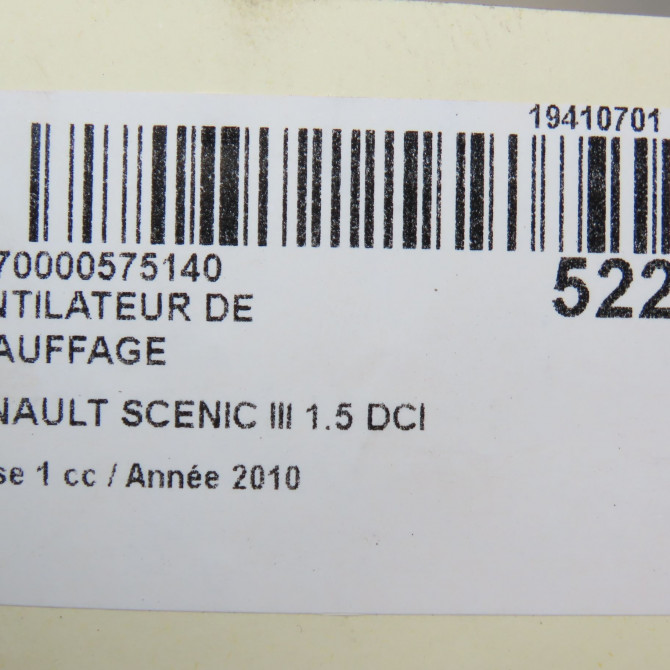 19410701
70000575140
522
NTILATEUR DE
AUFFAGE
NAULT SCENIC III 1.5 DCI
se 1 cc / Année 2010